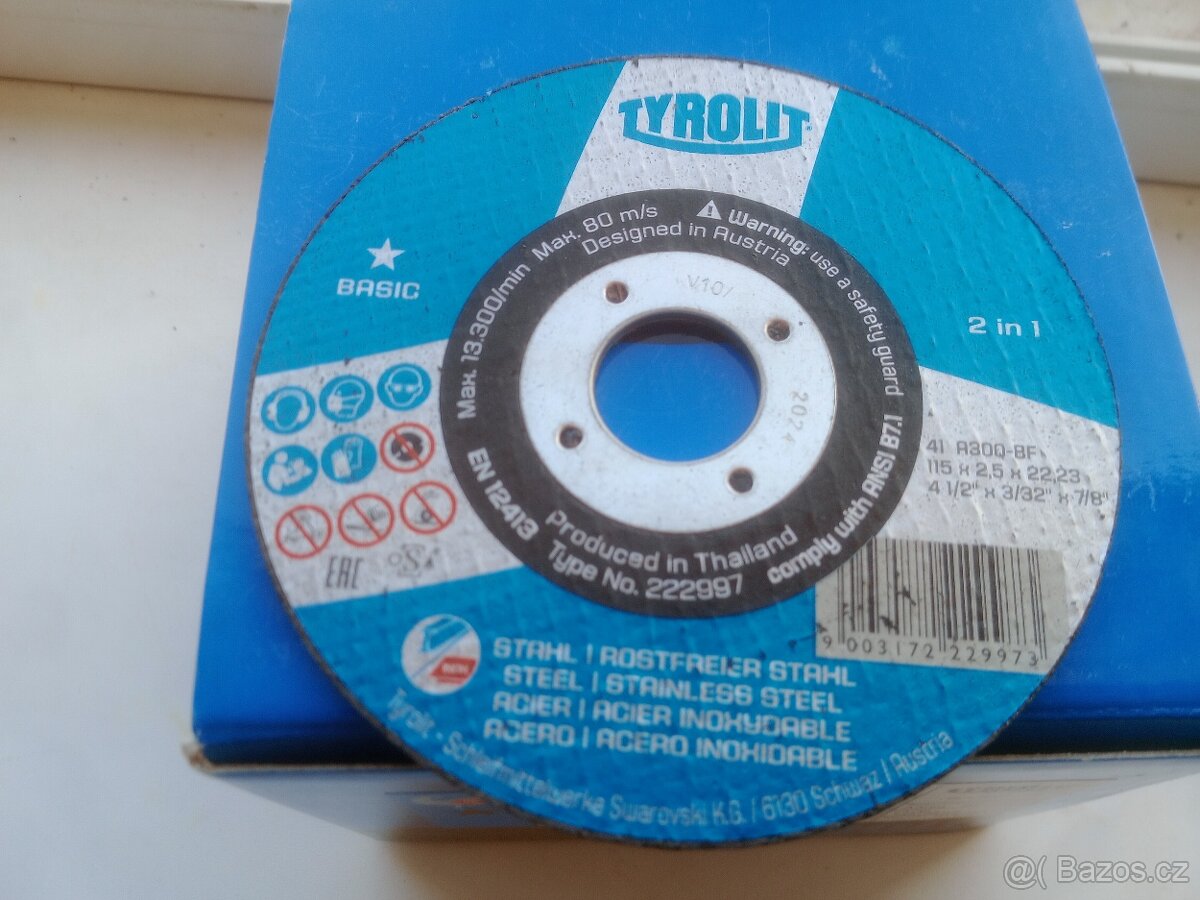 TYROLIT
BASIC
2 in 1
Max. 13.300/min Max. 80 m/s
Designed in Austria
Warning: use a safety guard
comply with ANSI B7.1
EN 12413
Produced in Thailand
Type No. 222997
V10/
2024
41 A30Q-BF
115 x 2,5 x 22,23
4 1/2" x 3/32" x 7/8"
EAC
oSa
9 003172 229973
STAHL | ROSTFREIER STAHL
STEEL | STAINLESS STEEL
ACIER | ACIER INOXYDABLE
ACERO | ACERO INOXIDABLE
Tyrolit - Schleifmittelwerke Swarovski K.G. / 6130 Schwaz / Austria
@( Bazos.cz